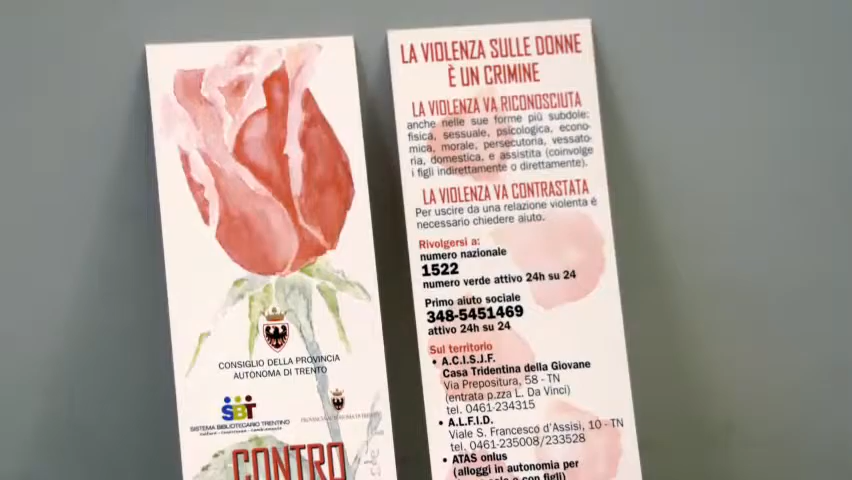 CONSIGLIO DELLA PROVINCIA
AUTONOMA DI TRENTO
SBT
SISTEMA BIBLIOTECARIO TRENTINO
CONTRO
LA VIOLENZA SULLE DONNE
È UN CRIMINE
LA VIOLENZA VA RICONOSCIUTA
anche nelle sue forme più subdole:
fisica, sessuale, psicologica, econo-
mica, morale, persecutoria, vessato-
ria, domestica, e assistita (coinvolge
i figli indirettamente o direttamente).
LA VIOLENZA VA CONTRASTATA
Per uscire da una relazione violenta è
necessario chiedere aiuto.
Rivolgersi a:
numero nazionale
1522
numero verde attivo 24h su 24
Primo aiuto sociale
348-5451469
attivo 24h su 24
Sul territorio
• A.C.I.S.J.F.
Casa Tridentina della Giovane
Via Prepositura, 58 - TN
(entrata p.zza L. Da Vinci)
tel. 0461-234315
• A.L.F.I.D.
Viale S. Francesco d'Assisi, 10 - TN
tel. 0461-235008/233528
• ATAS onlus
(alloggi in autonomia per